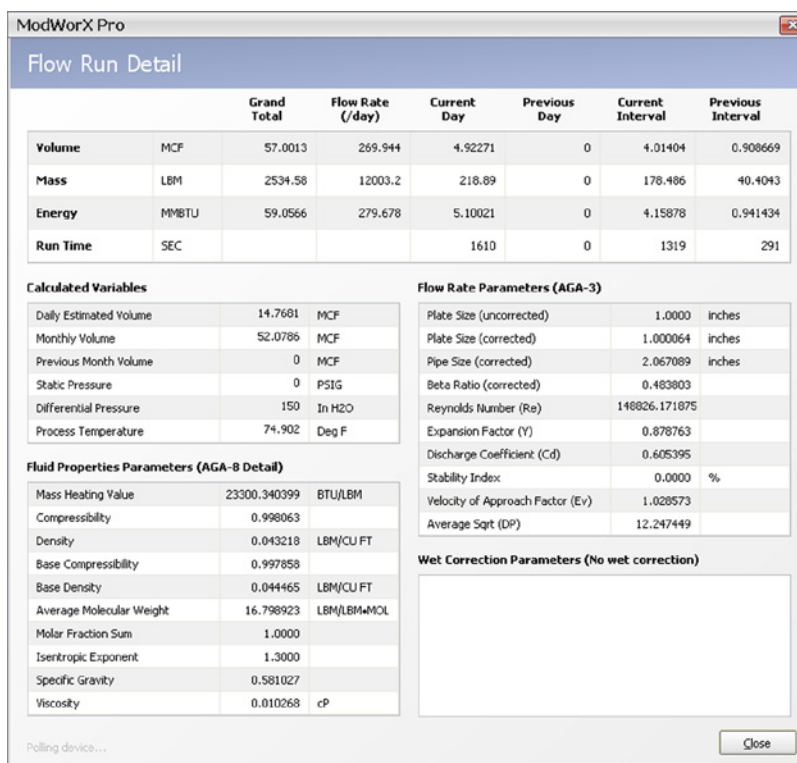 ModWorX Pro
Flow Run Detail
Grand Total Flow Rate (/day) Current Day Previous Day Current Interval Previous Interval
Volume MCF 57.0013 269.944 4.92271 0 4.01404 0.908669
Mass LBM 2534.58 12003.2 218.89 0 178.486 40.4043
Energy MMBTU 59.0566 279.678 5.10021 0 4.15878 0.941434
Run Time SEC 1610 0 1319 291
Calculated Variables
Daily Estimated Volume 14.7681 MCF
Monthly Volume 52.0786 MCF
Previous Month Volume 0 MCF
Static Pressure 0 PSIG
Differential Pressure 150 In H2O
Process Temperature 74.902 Deg F
Fluid Properties Parameters (AGA-8 Detail)
Mass Heating Value 23300.340399 BTU/LBM
Compressibility 0.998063
Density 0.043218 LBM/CU FT
Base Compressibility 0.997858
Base Density 0.044465 LBM/CU FT
Average Molecular Weight 16.798923 LBM/LBM•MOL
Molar Fraction Sum 1.0000
Isentropic Exponent 1.3000
Specific Gravity 0.581027
Viscosity 0.010268 cP
Flow Rate Parameters (AGA-3)
Plate Size (uncorrected) 1.0000 inches
Plate Size (corrected) 1.000064 inches
Pipe Size (corrected) 2.067089 inches
Beta Ratio (corrected) 0.483803
Reynolds Number (Re) 148826.171875
Expansion Factor (Y) 0.878763
Discharge Coefficient (Cd) 0.605395
Stability Index 0.0000 %
Velocity of Approach Factor (Ev) 1.028573
Average Sqrt (DP) 12.247449
Wet Correction Parameters (No wet correction)
Polling device...
Close